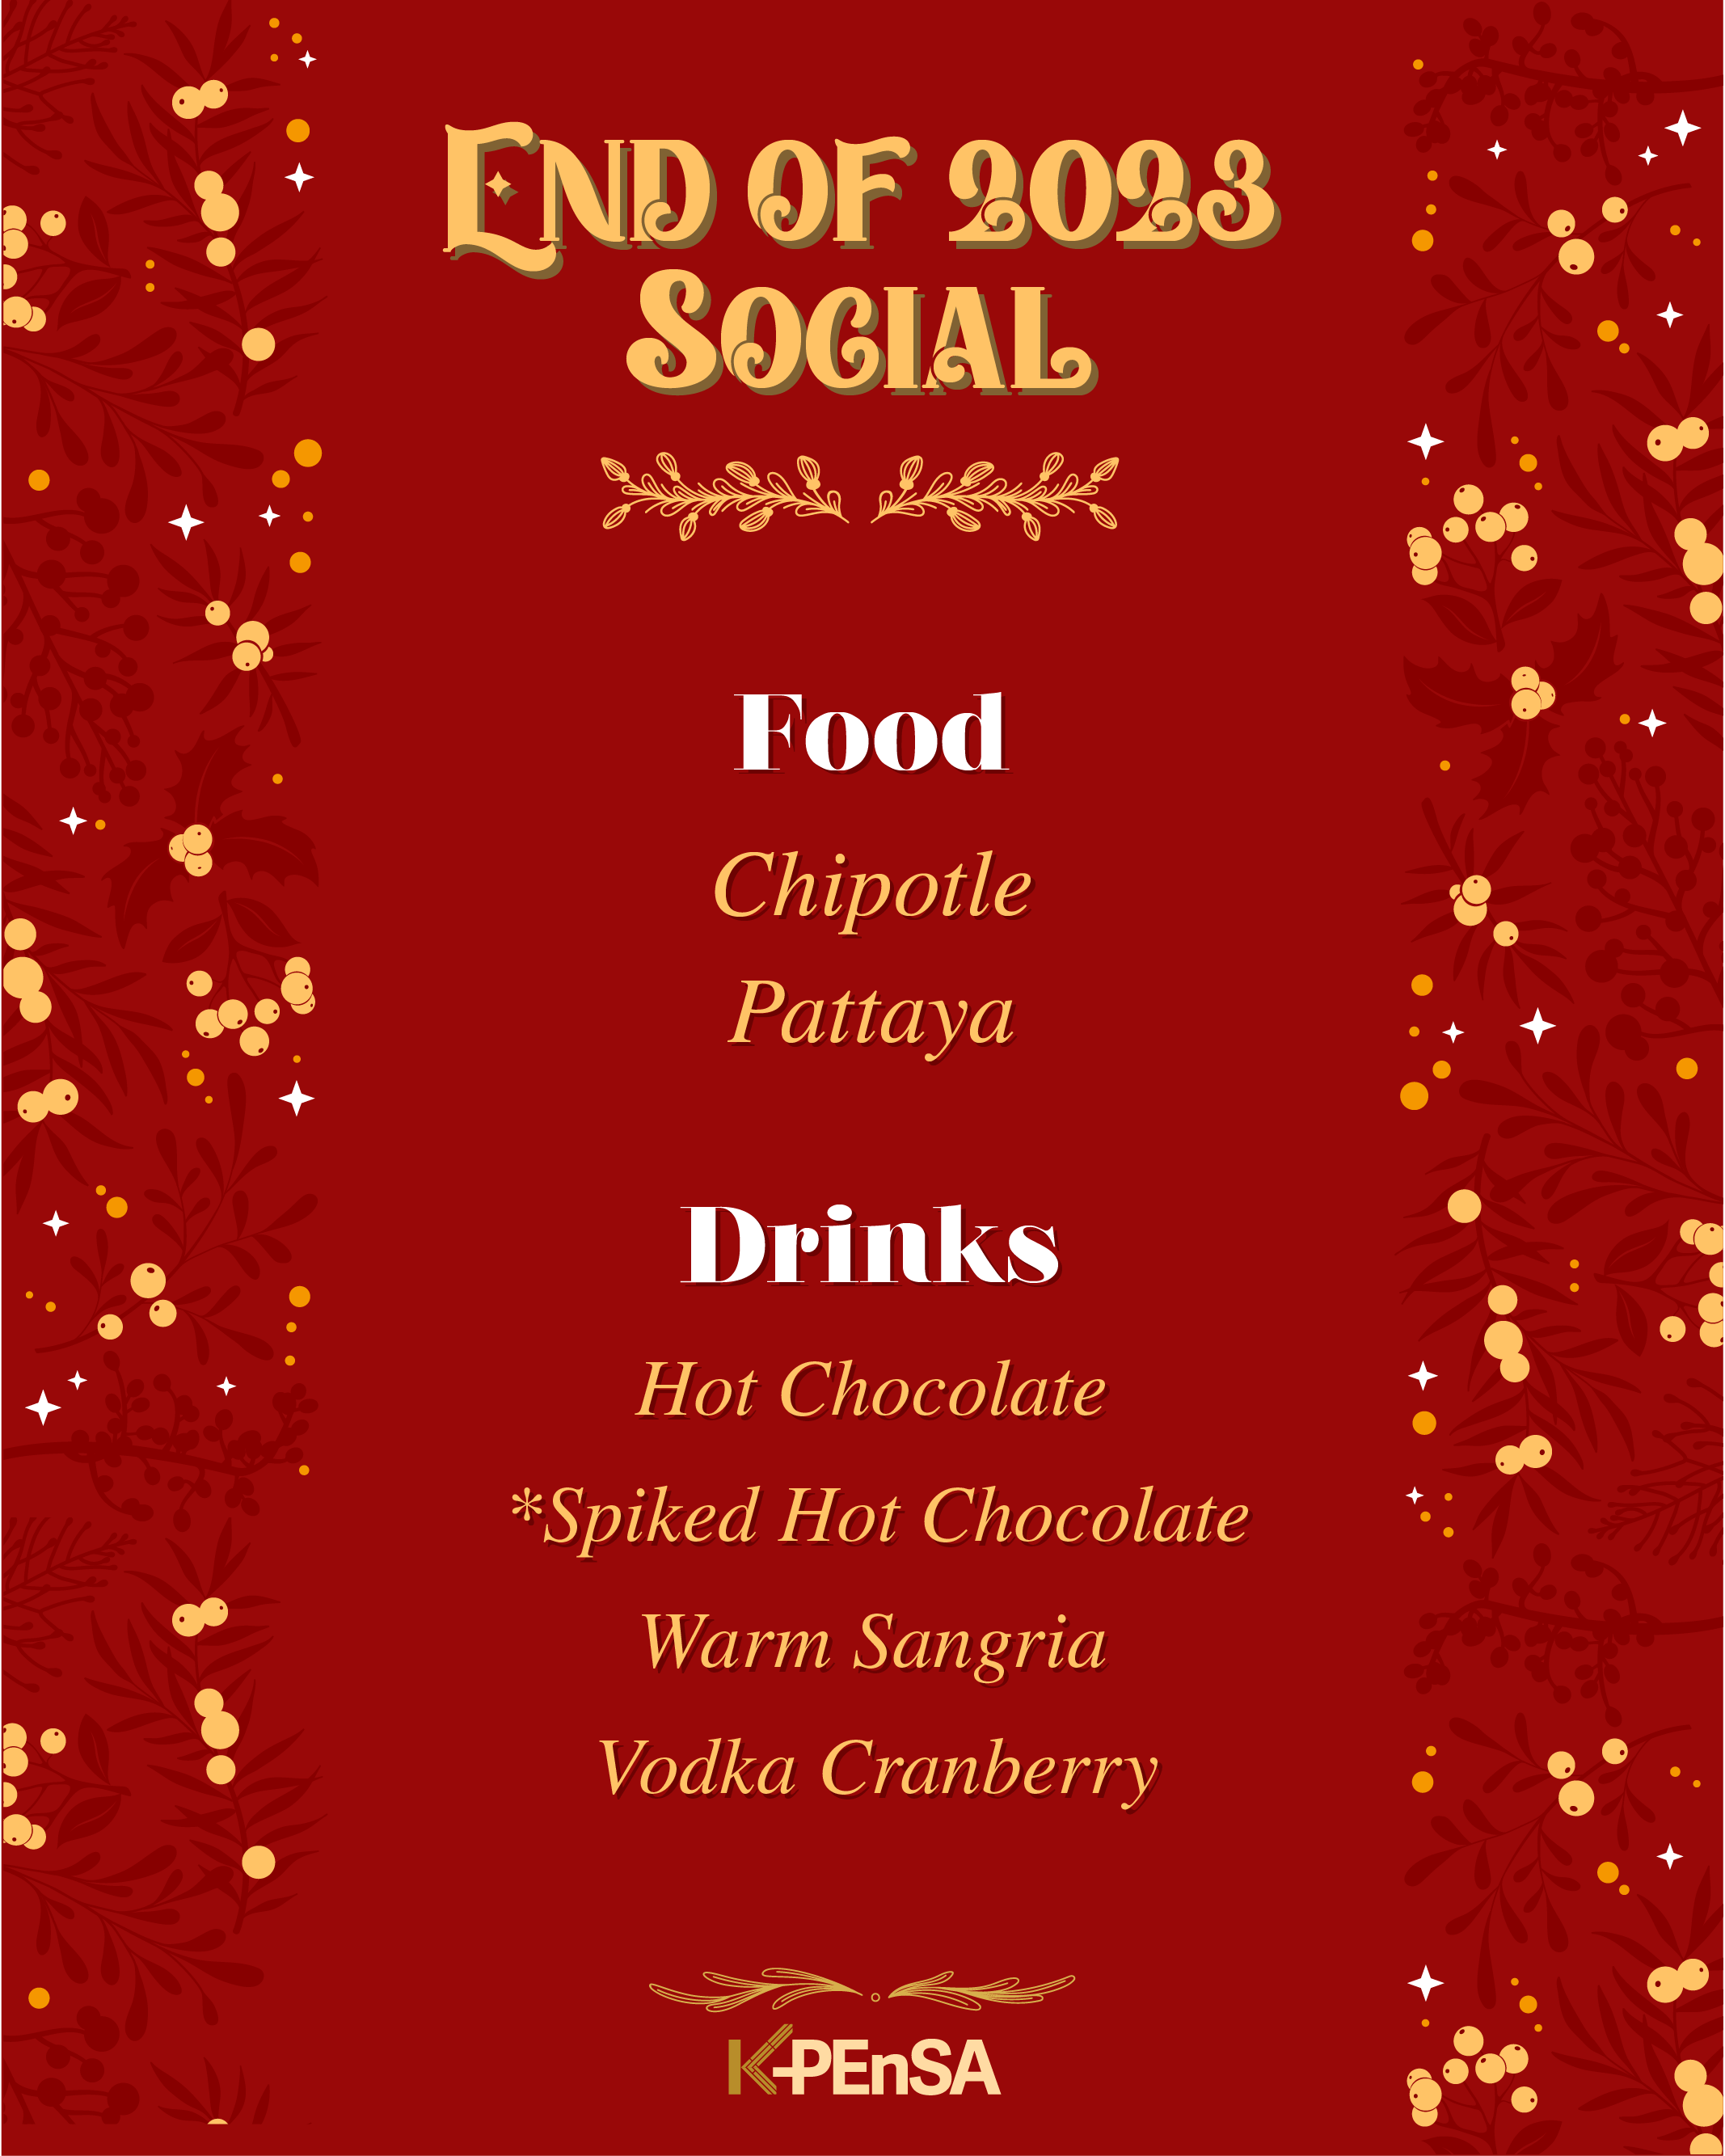 End of 2023
Social
Food
Chipotle
Pattaya
Drinks
Hot Chocolate
*Spiked Hot Chocolate
Warm Sangria
Vodka Cranberry
K-PEnSA